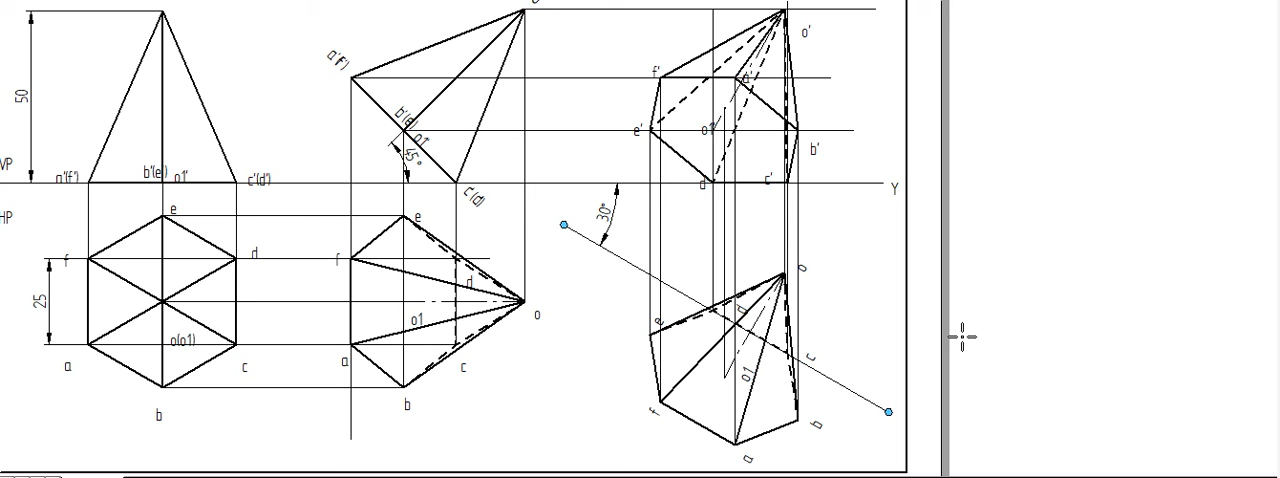 o'
a'(f')
f'
a'
50
b'(e)
o1'
45°
e'
o1'
b'
VP
a'(f')
b'(e)
o1'
c'(d')
c'(d)
d'
c'
Y
HP
e
e
30°
f
d
f
d
o
25
o1
o
e
d
o(o1)
a
c
a
c
o1
c
b
b
f
a
b